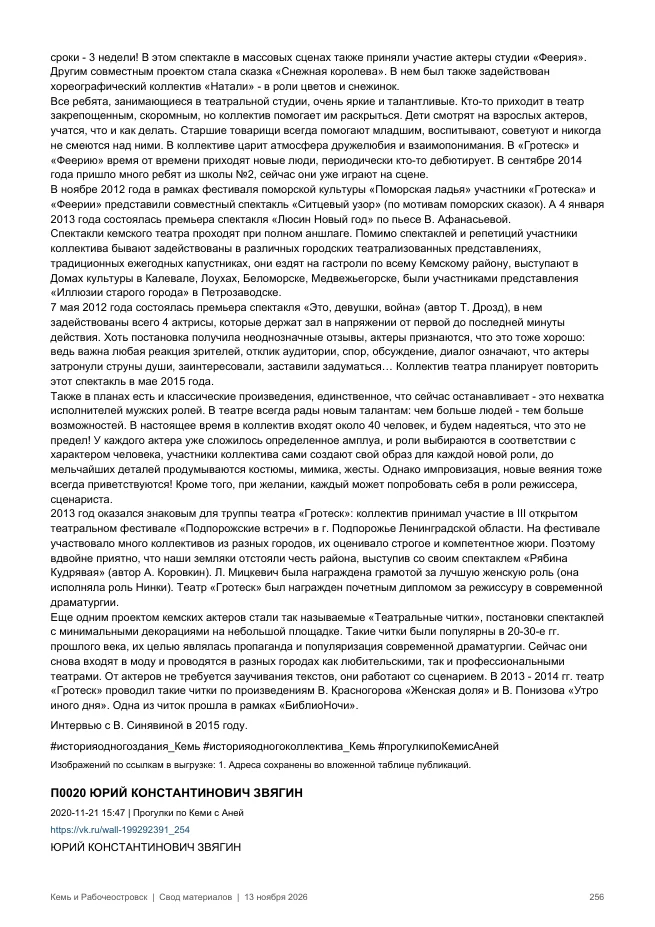 сроки - 3 недели! В этом спектакле в массовых сценах также приняли участие актеры студии «Феерия».
Другим совместным проектом стала сказка «Снежная королева». В нем был также задействован
хореографический коллектив «Натали» - в роли цветов и снежинок.
Все ребята, занимающиеся в театральной студии, очень яркие и талантливые. Кто-то приходит в театр
закрепощенным, скоромным, но коллектив помогает им раскрыться. Дети смотрят на взрослых актеров,
учатся, что и как делать. Старшие товарищи всегда помогают младшим, воспитывают, советуют и никогда
не смеются над ними. В коллективе царит атмосфера дружелюбия и взаимопонимания. В «Гротеск» и
«Феерию» время от времени приходят новые люди, периодически кто-то дебютирует. В сентябре 2014
года пришло много ребят из школы №2, сейчас они уже играют на сцене.
В ноябре 2012 года в рамках фестиваля поморской культуры «Поморская ладья» участники «Гротеска» и
«Феерии» представили совместный спектакль «Ситцевый узор» (по мотивам поморских сказок). А 4 января
2013 года состоялась премьера спектакля «Люсин Новый год» по пьесе В. Афанасьевой.
Спектакли кемского театра проходят при полном аншлаге. Помимо спектаклей и репетиций участники
коллектива бывают задействованы в различных городских театрализованных представлениях,
традиционных ежегодных капустниках, они ездят на гастроли по всему Кемскому району, выступают в
Домах культуры в Калевале, Лоухах, Беломорске, Медвежьегорске, были участниками представления
«Иллюзии старого города» в Петрозаводске.
7 мая 2012 года состоялась премьера спектакля «Это, девушки, война» (автор Т. Дрозд), в нем
задействованы всего 4 актрисы, которые держат зал в напряжении от первой до последней минуты
действия. Хоть постановка получила неоднозначные отзывы, актеры признаются, что это тоже хорошо:
ведь важна любая реакция зрителей, отклик аудитории, спор, обсуждение, диалог означают, что актеры
затронули струны души, заинтересовали, заставили задуматься… Коллектив театра планирует повторить
этот спектакль в мае 2015 года.
Также в планах есть и классические произведения, единственное, что сейчас останавливает - это нехватка
исполнителей мужских ролей. В театре всегда рады новым талантам: чем больше людей - тем больше
возможностей. В настоящее время в коллектив входят около 40 человек, и будем надеяться, что это не
предел! У каждого актера уже сложилось определенное амплуа, и роли выбираются в соответствии с
характером человека, участники коллектива сами создают свой образ для каждой новой роли, до
мельчайших деталей продумываются костюмы, мимика, жесты. Однако импровизация, новые веяния тоже
всегда приветствуются! Кроме того, при желании, каждый может попробовать себя в роли режиссера,
сценариста.
2013 год оказался знаковым для труппы театра «Гротеск»: коллектив принимал участие в III открытом
театральном фестивале «Подпорожские встречи» в г. Подпорожье Ленинградской области. На фестивале
участвовало много коллективов из разных городов, их оценивало строгое и компетентное жюри. Поэтому
вдвойне приятно, что наши земляки отстояли честь района, выступив со своим спектаклем «Рябина
Кудрявая» (автор А. Коровкин). Л. Мицкевич была награждена грамотой за лучшую женскую роль (она
исполняла роль Нинки). Театр «Гротеск» был награжден почетным дипломом за режиссуру в современной
драматургии.
Еще одним проектом кемских актеров стали так называемые «Театральные читки», постановки спектаклей
с минимальными декорациями на небольшой площадке. Такие читки были популярны в 20-30-е гг.
прошлого века, их целью являлась пропаганда и популяризация современной драматургии. Сейчас они
снова входят в моду и проводятся в разных городах как любительскими, так и профессиональными
театрами. От актеров не требуется заучивания текстов, они работают со сценарием. В 2013 - 2014 гг. театр
«Гротеск» проводил такие читки по произведениям В. Красногорова «Женская доля» и В. Понизова «Утро
иного дня». Одна из читок прошла в рамках «БиблиоНочи».
Интервью с В. Синявиной в 2015 году.
#историяодногоздания_Кемь #историяодногоколлектива_Кемь #прогулкипоКемисАней
Изображений по ссылкам в выгрузке: 1. Адреса сохранены во вложенной таблице публикаций.
П0020 ЮРИЙ КОНСТАНТИНОВИЧ ЗВЯГИН
2020-11-21 15:47 | Прогулки по Кеми с Аней
https://vk.ru/wall-199292391_254
ЮРИЙ КОНСТАНТИНОВИЧ ЗВЯГИН
Кемь и Рабочеостровск | Свод материалов | 13 ноября 2026 256